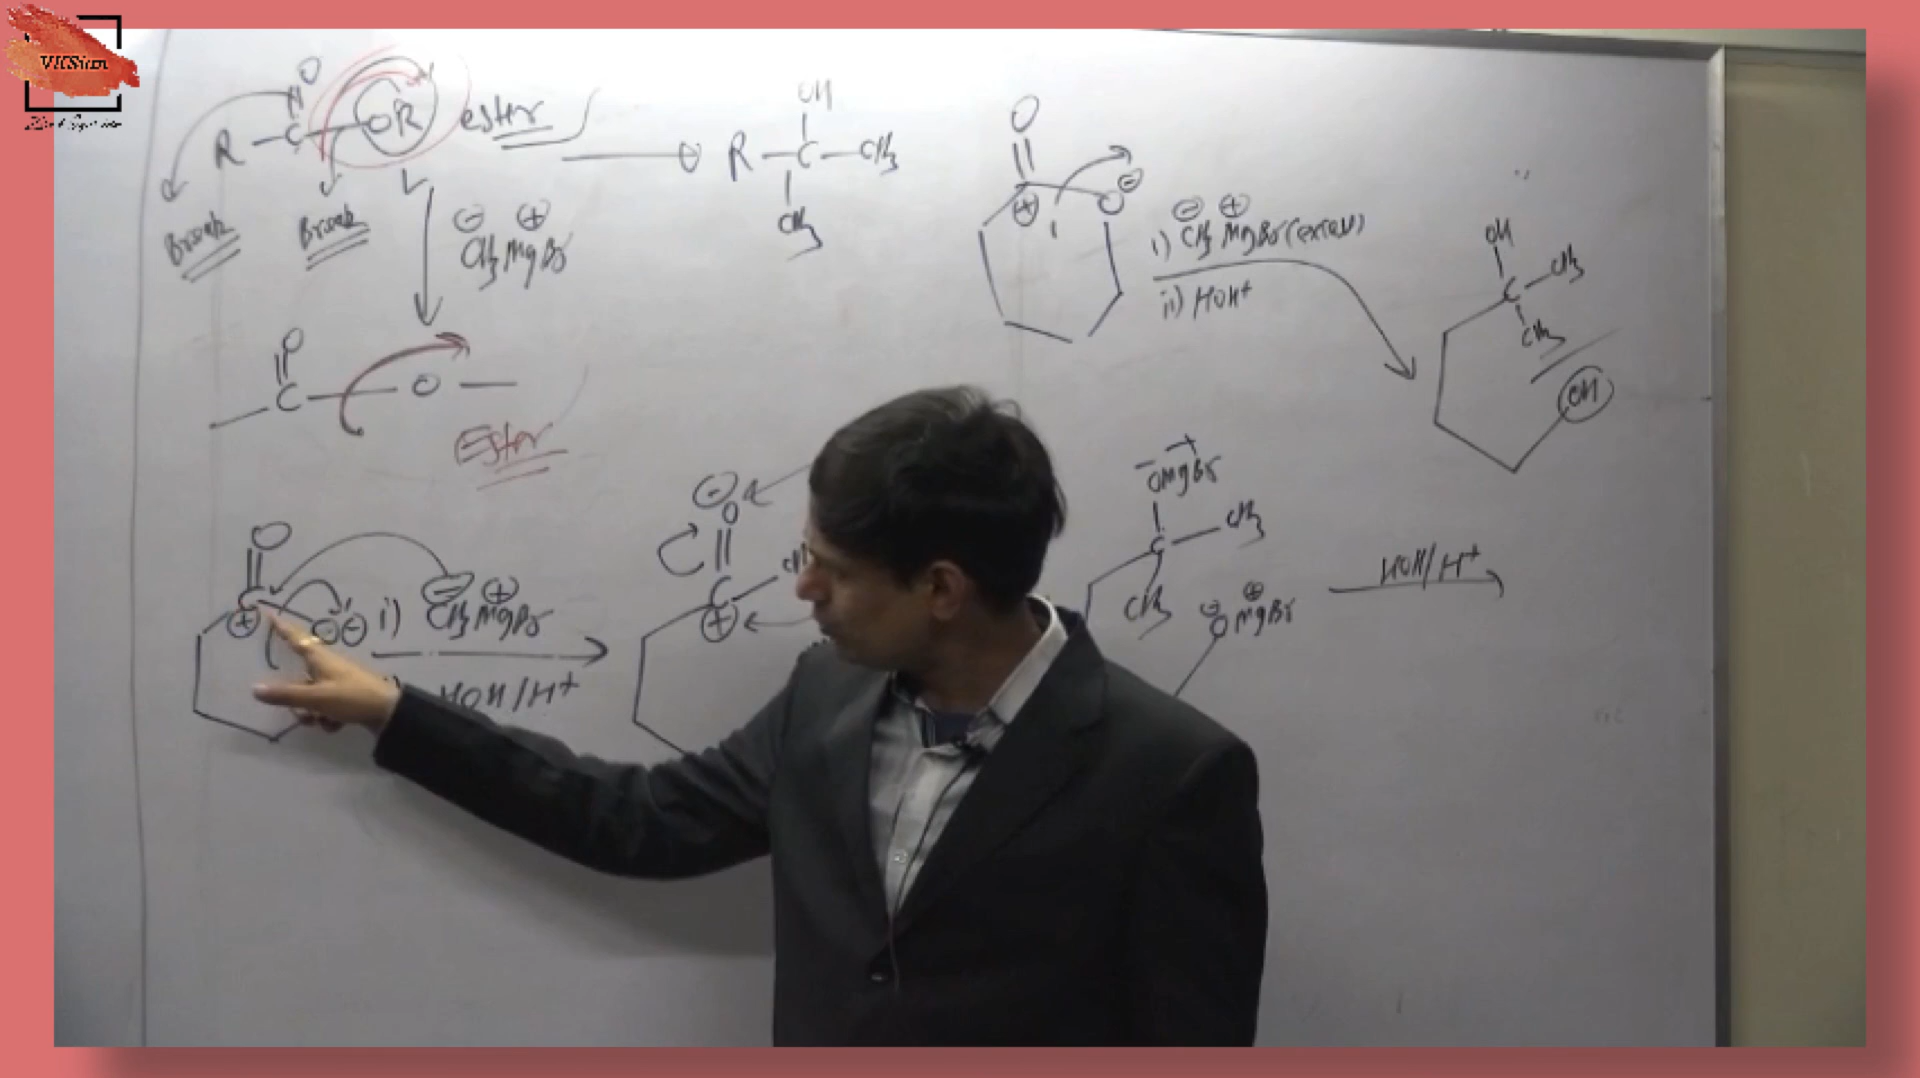 VKSingh
O
R - C - OR ester
Break
Break
CH3MgBr
OH
R - C - CH3
CH3
O
O
i) CH3MgBr (excess)
ii) HOH+
OH
C
CH3
CH3
OH
O
C
O
Ester
O
C
O
i) CH3MgBr
HOH/H+
O
C
OMgBr
C
CH3
CH3
OMgBr
HOH/H+